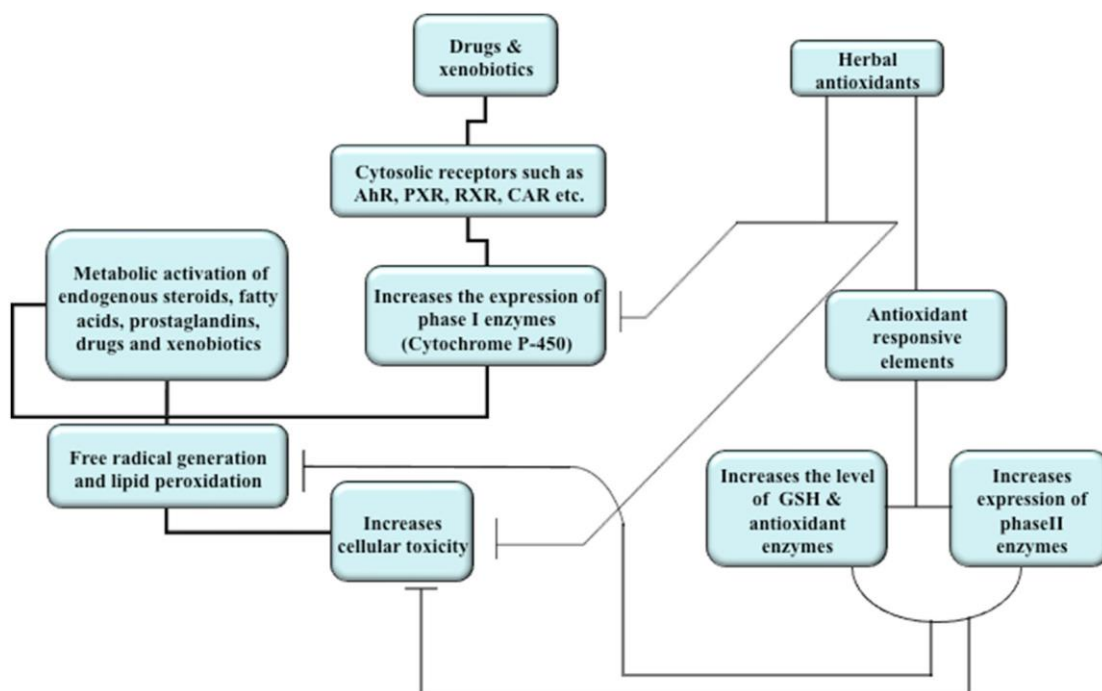 Drugs &
xenobiotics
Herbal
antioxidants
Cytosolic receptors such as
AhR, PXR, RXR, CAR etc.
Metabolic activation of
endogenous steroids, fatty
acids, prostaglandins,
drugs and xenobiotics
Increases the expression of
phase I enzymes
(Cytochrome P-450)
Antioxidant
responsive
elements
Free radical generation
and lipid peroxidation
Increases
cellular toxicity
Increases the level
of GSH &
antioxidant
enzymes
Increases
expression of
phaseII
enzymes